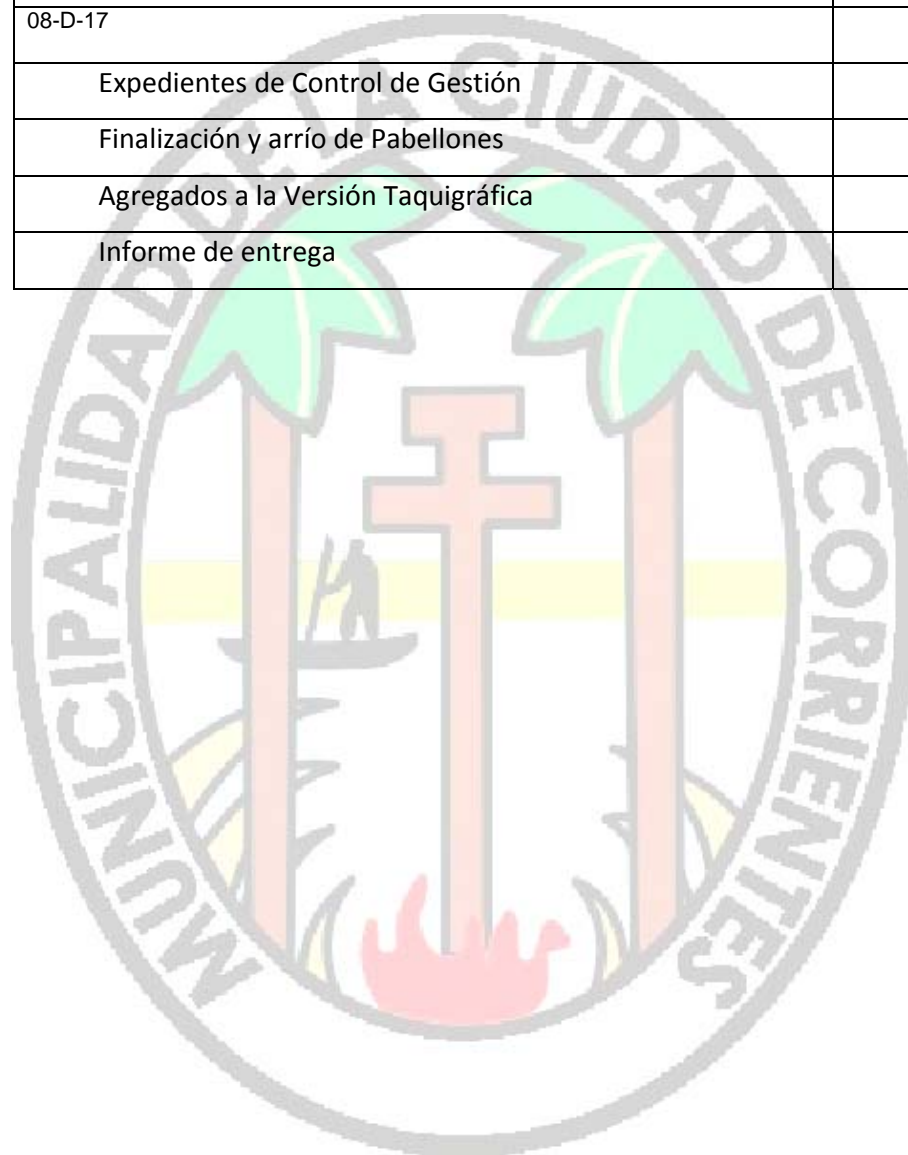 08-D-17
Expedientes de Control de Gestión
Finalización y arrío de Pabellones
Agregados a la Versión Taquigráfica
Informe de entrega
MUNICIPALIDAD DE LA CIUDAD DE CORRIENTES